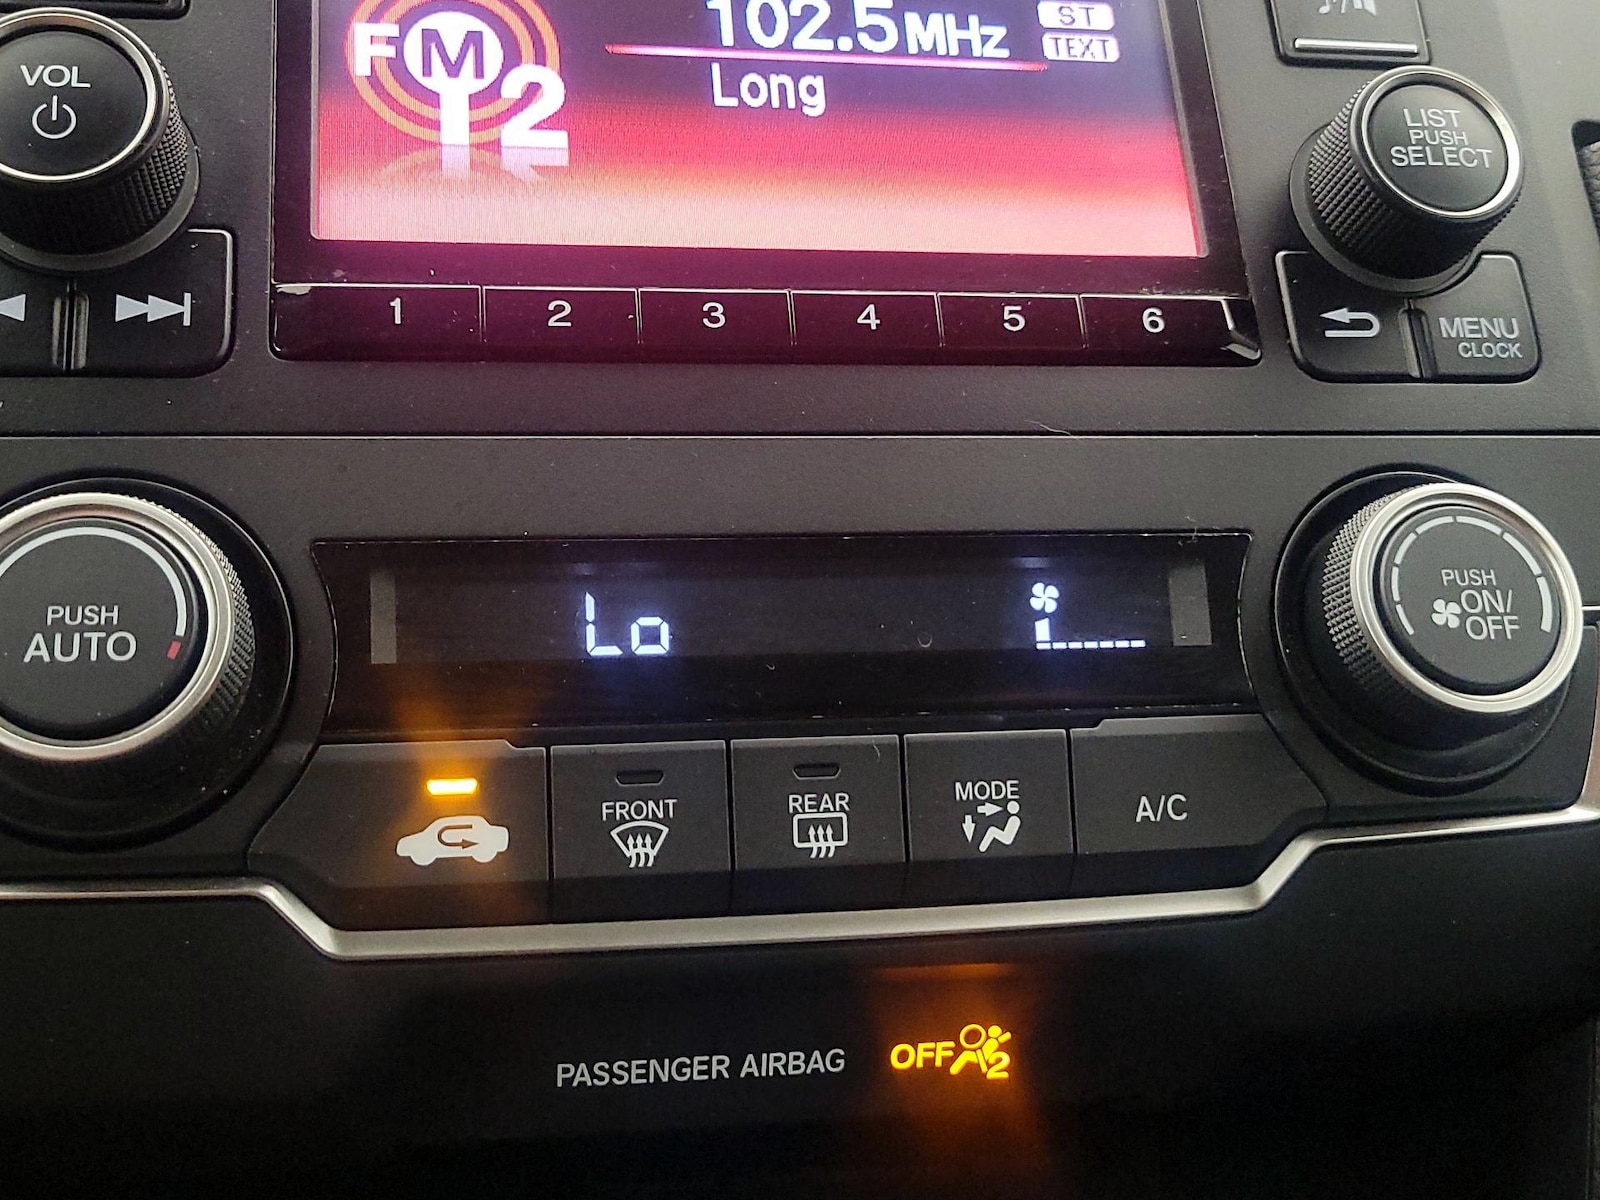 VOL
FM2
102.5MHz
ST
TEXT
Long
LIST
PUSH
SELECT
1 2 3 4 5 6
MENU
CLOCK
PUSH
AUTO
Lo
PUSH
ON/
OFF
FRONT
REAR
MODE
A/C
PASSENGER AIRBAG OFF 2